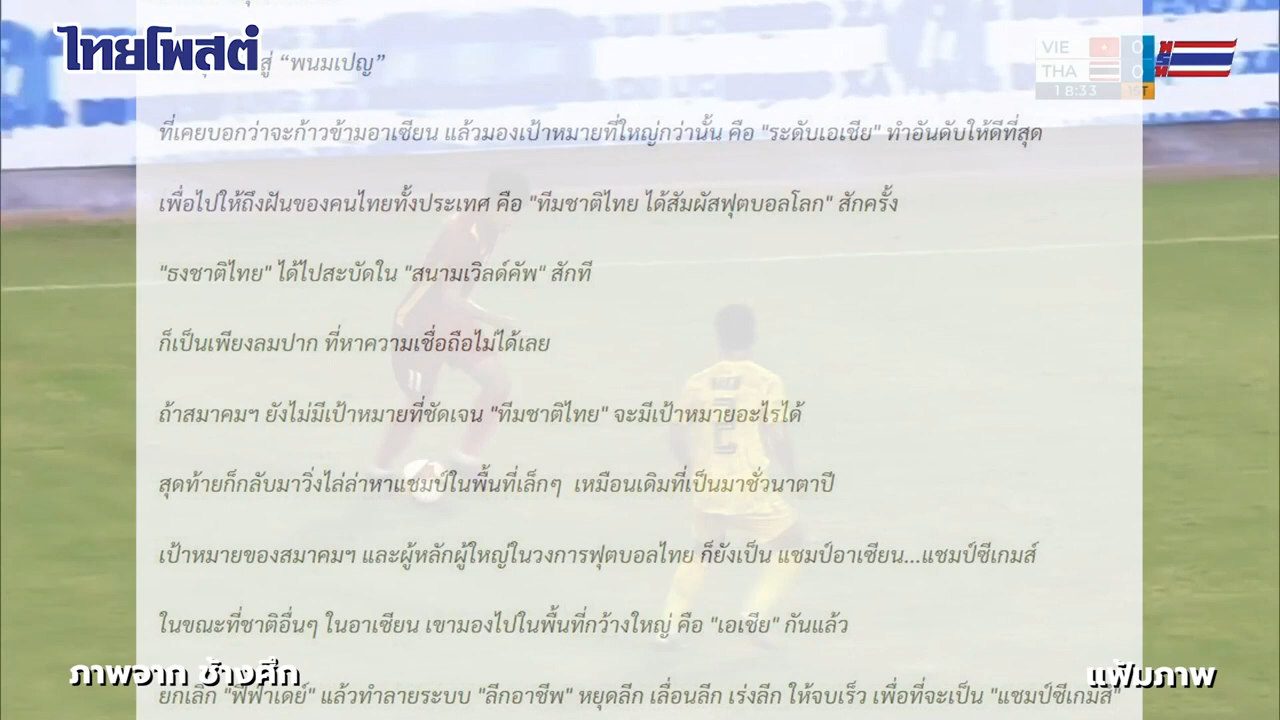 ไทยโพสต์
สู่ “พนมเปญ”
VIE 0
THA 0
18:33 1ST
ที่เคยบอกว่าจะก้าวข้ามอาเซียน แล้วมองเป้าหมายที่ใหญ่กว่านั้น คือ "ระดับเอเชีย" ทำอันดับให้ดีที่สุด
เพื่อไปให้ถึงฝันของคนไทยทั้งประเทศ คือ "ทีมชาติไทย ได้สัมผัสฟุตบอลโลก" สักครั้ง
"ธงชาติไทย" ได้ไปสะบัดใน "สนามเวิลด์คัพ" สักที
ก็เป็นเพียงลมปาก ที่หาความเชื่อถือไม่ได้เลย
ถ้าสมาคมฯ ยังไม่มีเป้าหมายที่ชัดเจน "ทีมชาติไทย" จะมีเป้าหมายอะไรได้
สุดท้ายก็กลับมาวิ่งไล่ล่าหาแชมป์ในพื้นที่เล็กๆ เหมือนเดิมที่เป็นมาชั่วนาตาปี
เป้าหมายของสมาคมฯ และผู้หลักผู้ใหญ่ในวงการฟุตบอลไทย ก็ยังเป็น แชมป์อาเซียน...แชมป์ซีเกมส์
ในขณะที่ชาติอื่นๆ ในอาเซียน เขามองไปในพื้นที่กว้างใหญ่ คือ "เอเชีย" กันแล้ว
ยกเลิก "ฟีฟ่าเดย์" แล้วทำลายระบบ "ลีกอาชีพ" หยุดลีก เลื่อนลีก เร่งลีก ให้จบเร็ว เพื่อที่จะเป็น "แชมป์ซีเกมส์"
ภาพจาก ช้างศึก
แฟ้มภาพ